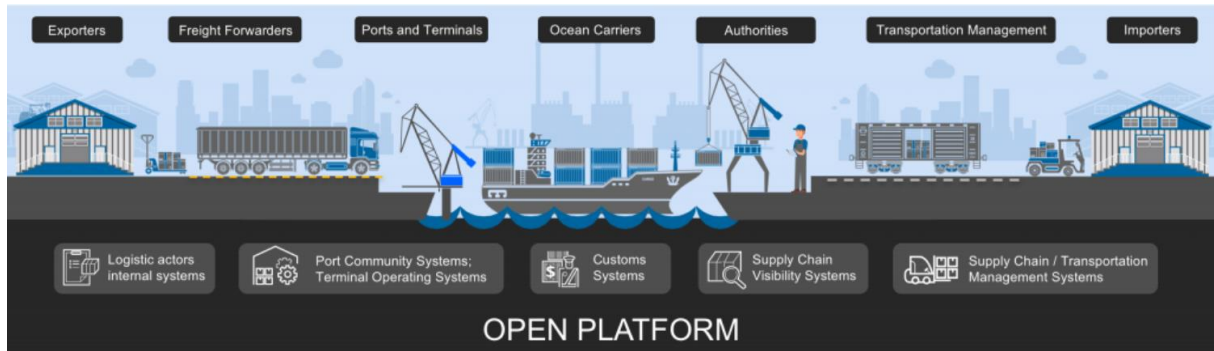 Exporters
Freight Forwarders
Ports and Terminals
Ocean Carriers
Authorities
Transportation Management
Importers
Logistic actors
internal systems
Port Community Systems;
Terminal Operating Systems
Customs
Systems
Supply Chain
Visibility Systems
Supply Chain / Transportation
Management Systems
OPEN PLATFORM